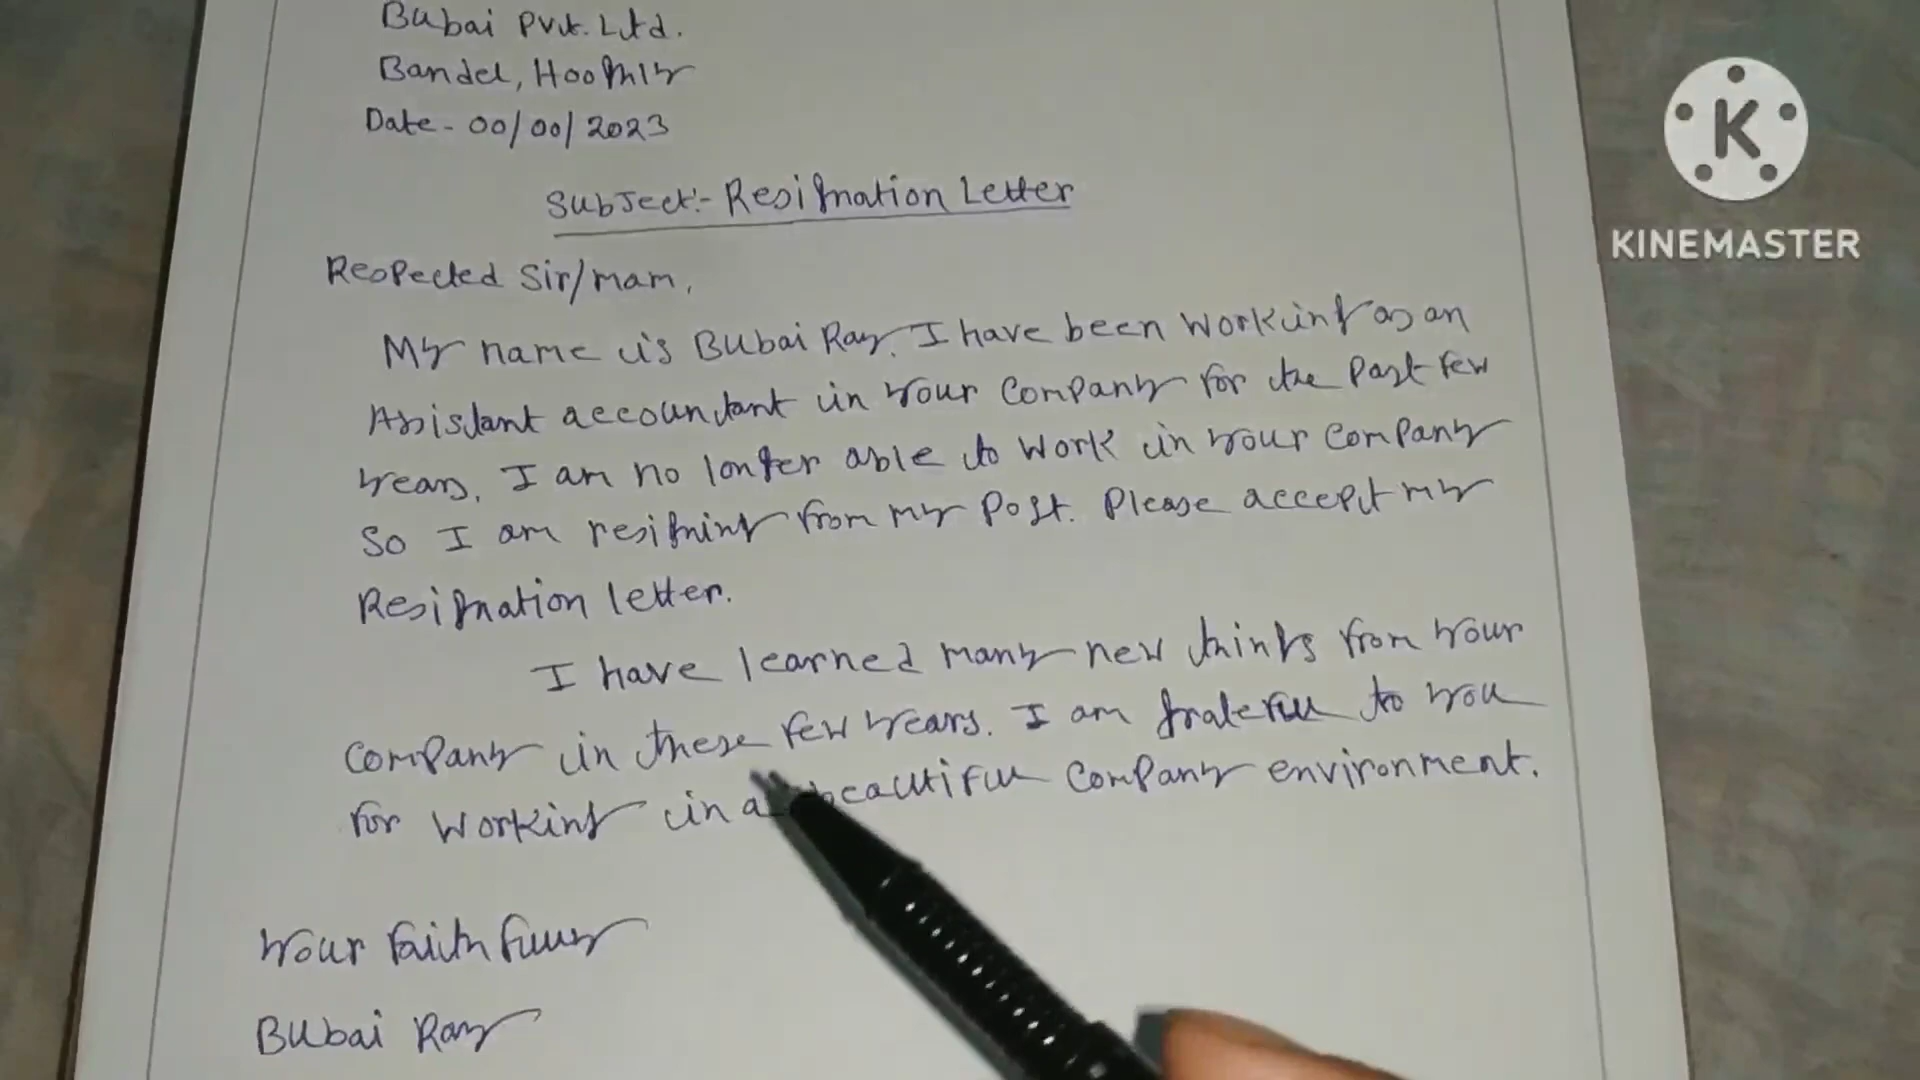 Bubai Pvt. Ltd.
Bandel, Hooghly
Date - 00/00/2023
Subject:- Resignation Letter
Respected Sir/mam,
My name is Bubai Ray. I have been working as an
Assistant accountant in your Company for the Past few
years. I am no longer able to work in your company
So I am resigning from my Post. Please accept my
Resignation letter.
I have learned many new things from your
Company in these few years. I am grateful to you
for working in a beautiful Company environment.
Your faithfully
Bubai Ray
K
KINEMASTER